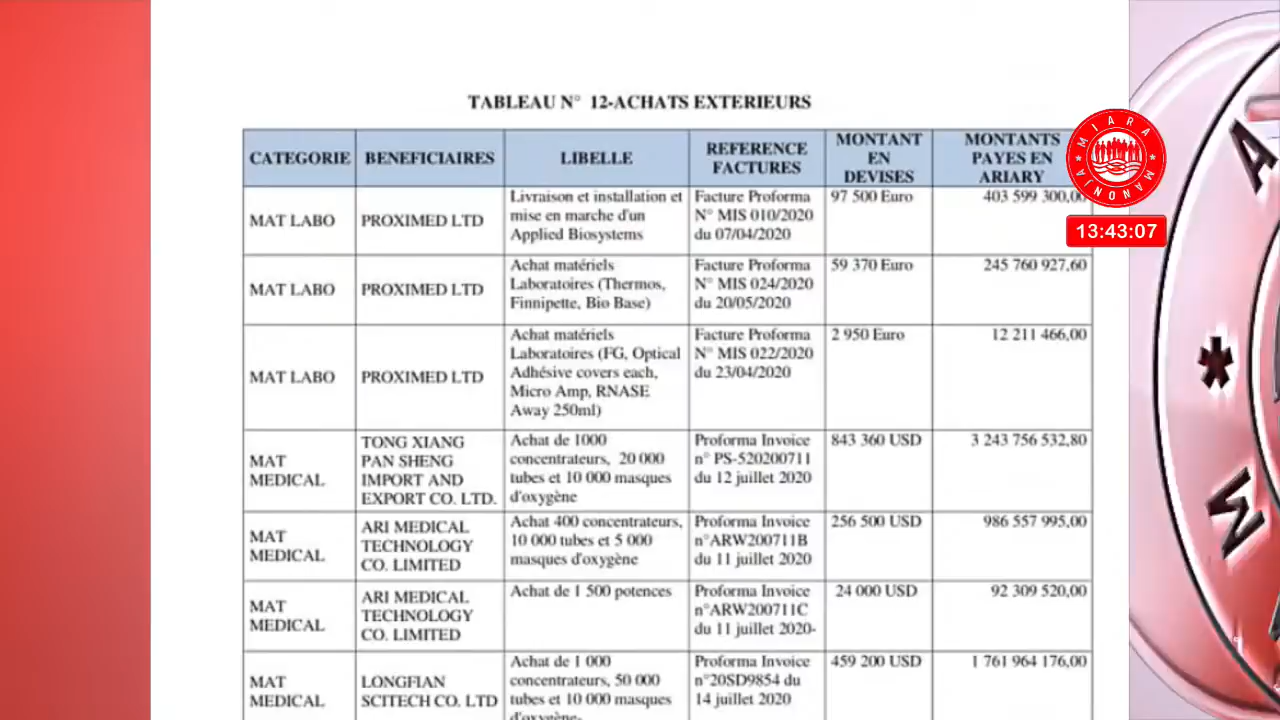 TABLEAU N° 12-ACHATS EXTERIEURS
CATEGORIE BENEFICIAIRES LIBELLE REFERENCE FACTURES MONTANT EN DEVISES MONTANTS PAYES EN ARIARY
MAT LABO
PROXIMED LTD
Livraison et installation et
mise en marche d'un
Applied Biosystems
Facture Proforma
N° MIS 010/2020
du 07/04/2020
97 500 Euro
403 599 300,00
MAT LABO
PROXIMED LTD
Achat matériels
Laboratoires (Thermos,
Finnipette, Bio Base)
Facture Proforma
N° MIS 024/2020
du 20/05/2020
59 370 Euro
245 760 927,60
MAT LABO
PROXIMED LTD
Achat matériels
Laboratoires (FG, Optical
Adhésive covers each,
Micro Amp, RNASE
Away 250ml)
Facture Proforma
N° MIS 022/2020
du 23/04/2020
2 950 Euro
12 211 466,00
MAT
MEDICAL
TONG XIANG
PAN SHENG
IMPORT AND
EXPORT CO. LTD.
Achat de 1000
concentrateurs, 20 000
tubes et 10 000 masques
d'oxygène
Proforma Invoice
n° PS-520200711
du 12 juillet 2020
843 360 USD
3 243 756 532,80
MAT
MEDICAL
ARI MEDICAL
TECHNOLOGY
CO. LIMITED
Achat 400 concentrateurs,
10 000 tubes et 5 000
masques d'oxygène
Proforma Invoice
n°ARW200711B
du 11 juillet 2020
256 500 USD
986 557 995,00
MAT
MEDICAL
ARI MEDICAL
TECHNOLOGY
CO. LIMITED
Achat de 1 500 potences
Proforma Invoice
n°ARW200711C
du 11 juillet 2020-
24 000 USD
92 309 520,00
MAT
MEDICAL
LONGFIAN
SCITECH CO. LTD
Achat de 1 000
concentrateurs, 50 000
tubes et 10 000 masques
d'oxygène-
Proforma Invoice
n°20SD9854 du
14 juillet 2020
459 200 USD
1 761 964 176,00
MIARA
MANONJA
13:43:07
A
*
M